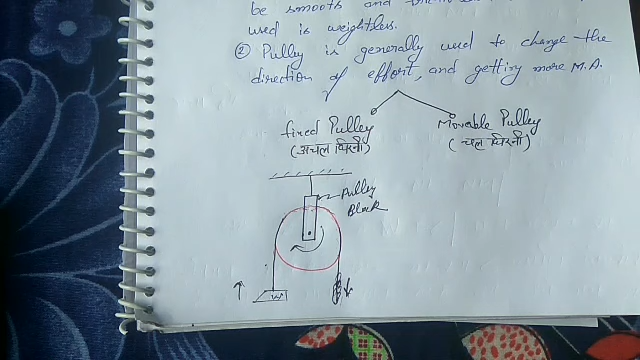 be smooth and
used is weightless.
② Pulley is generally used to change the
direction of effort, and getting more M.A.
fixed Pulley
(अचल घिरनी)
Movable Pulley
(चल घिरनी)
Pulley
Block
W